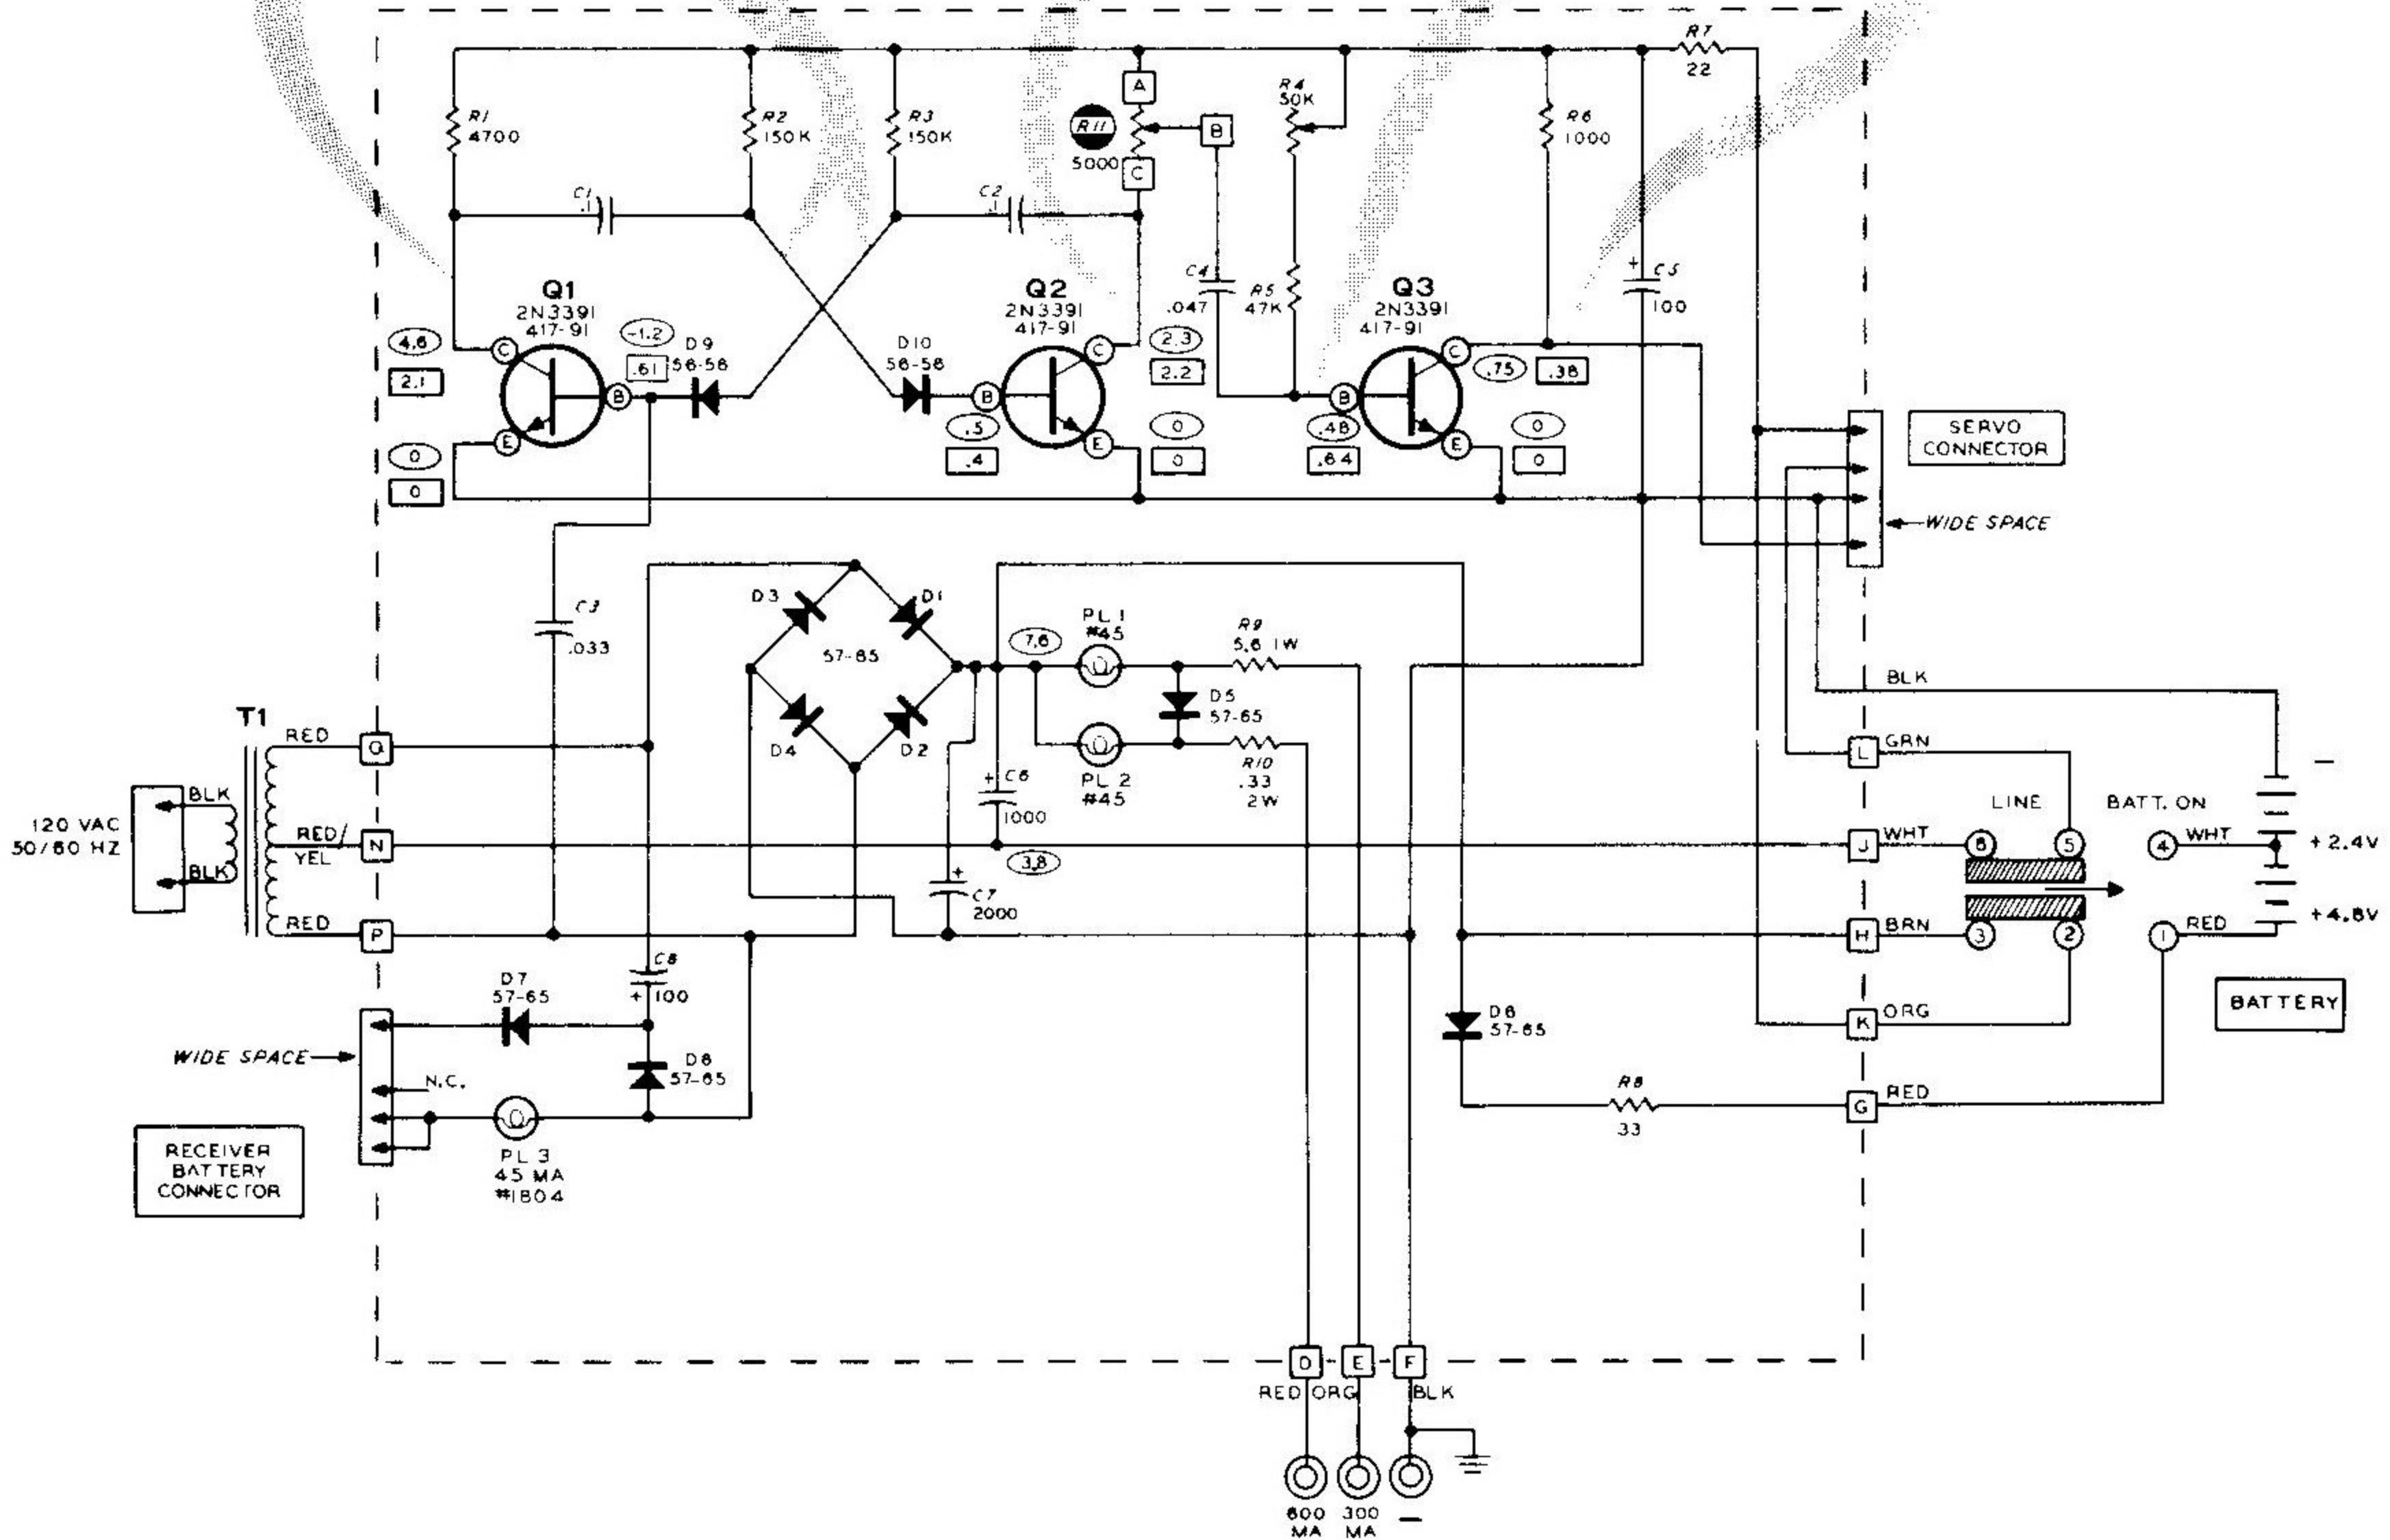 R7
22
R1
4700
R2
150K
R3
150K
A
R11
B
5000
C
R4
50K
R6
1000
C1
.1
C2
.1
C4
.047
R5
47K
+
C5
100
Q1
2N3391
417-91
Q2
2N3391
417-91
Q3
2N3391
417-91
4.6
2.1
C
-1.2
.61
D9
56-56
B
E
0
0
D10
56-56
C
2.3
2.2
B
.5
.4
E
0
0
C
.75
.38
B
.48
.64
E
0
0
SERVO
CONNECTOR
WIDE SPACE
C3
.033
D3
D1
57-65
D4
D2
7.6
PL 1
#45
R9
5.6 1W
D5
57-65
PL 2
#45
R10
.33
2W
+ C6
1000
3.8
+
C7
2000
T1
RED
Q
BLK
120 VAC
50/60 HZ
RED/
YEL
N
BLK
RED
P
BLK
L
GRN
LINE
BATT. ON
–
J
WHT
6
5
4
WHT
+2.4V
H
BRN
3
2
1
RED
+4.8V
K
ORG
BATTERY
G
RED
C8
+ 100
D7
57-65
D8
57-65
WIDE SPACE
N.C.
RECEIVER
BATTERY
CONNECTOR
PL 3
45 MA
#1804
D6
57-65
R8
33
D
E
F
RED
ORG
BLK
600
MA
300
MA
–